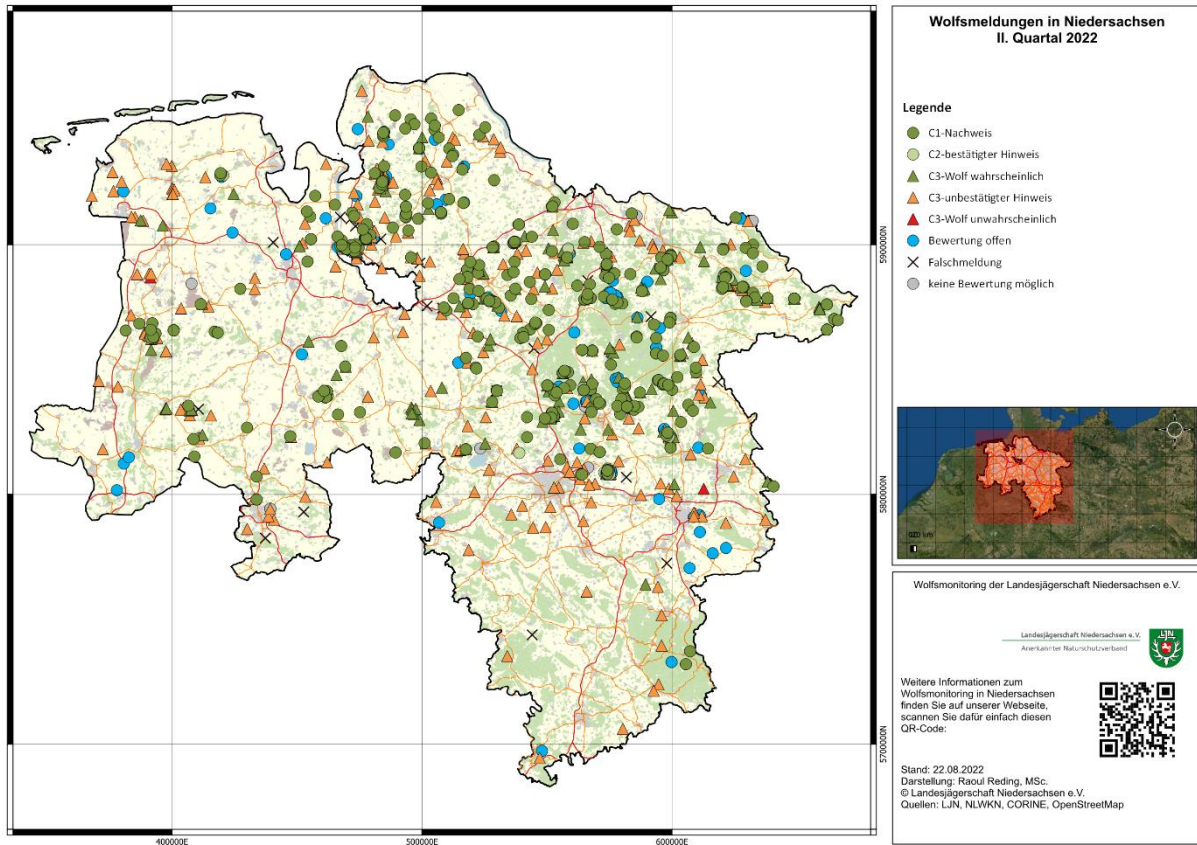 Wolfsmeldungen in Niedersachsen
II. Quartal 2022
Legende
C1-Nachweis
C2-bestätigter Hinweis
C3-Wolf wahrscheinlich
C3-unbestätigter Hinweis
C3-Wolf unwahrscheinlich
Bewertung offen
Falschmeldung
keine Bewertung möglich
5900000N
5800000N
5700000N
400000E
500000E
600000E
Wolfsmonitoring der Landesjägerschaft Niedersachsen e.V.
Landesjägerschaft Niedersachsen e. V.
Anerkannter Naturschutzverband
LJN
Weitere Informationen zum
Wolfsmonitoring in Niedersachsen
finden Sie auf unserer Webseite,
scannen Sie dafür einfach diesen
QR-Code:
Stand: 22.08.2022
Darstellung: Raoul Reding, MSc.
© Landesjägerschaft Niedersachsen e.V.
Quellen: LJN, NLWKN, CORINE, OpenStreetMap